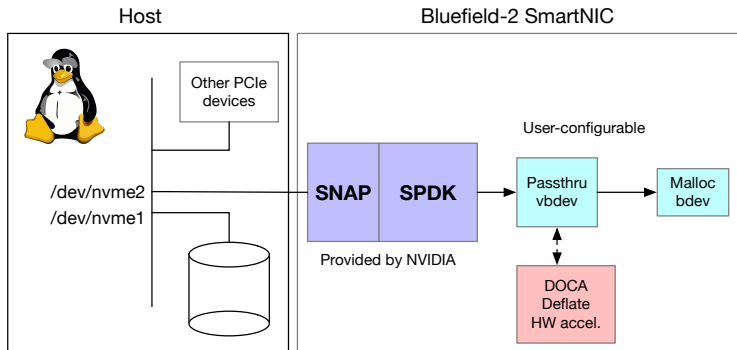 Host
Bluefield-2 SmartNIC
Other PCIe
devices
User-configurable
/dev/nvme2
/dev/nvme1
SNAP
SPDK
Passthru
vbdev
Malloc
bdev
Provided by NVIDIA
DOCA
Deflate
HW accel.